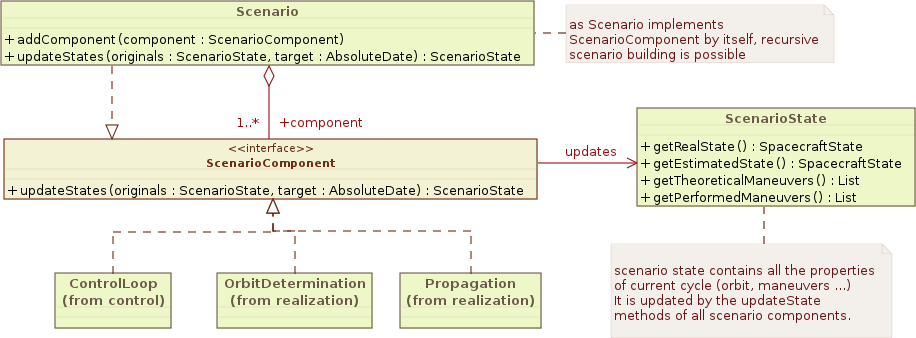 Scenario
+ addComponent(component : ScenarioComponent)
+ updateStates(originals : ScenarioState, target : AbsoluteDate) : ScenarioState
as Scenario implements
ScenarioComponent by itself, recursive
scenario building is possible
1..* +component
<<interface>>
ScenarioComponent
+ updateStates(originals : ScenarioState, target : AbsoluteDate) : ScenarioState
updates
ScenarioState
+ getRealState() : SpacecraftState
+ getEstimatedState() : SpacecraftState
+ getTheoreticalManeuvers() : List
+ getPerformedManeuvers() : List
ControlLoop
(from control)
OrbitDetermination
(from realization)
Propagation
(from realization)
scenario state contains all the properties
of current cycle (orbit, maneuvers ...)
It is updated by the updateState
methods of all scenario components.